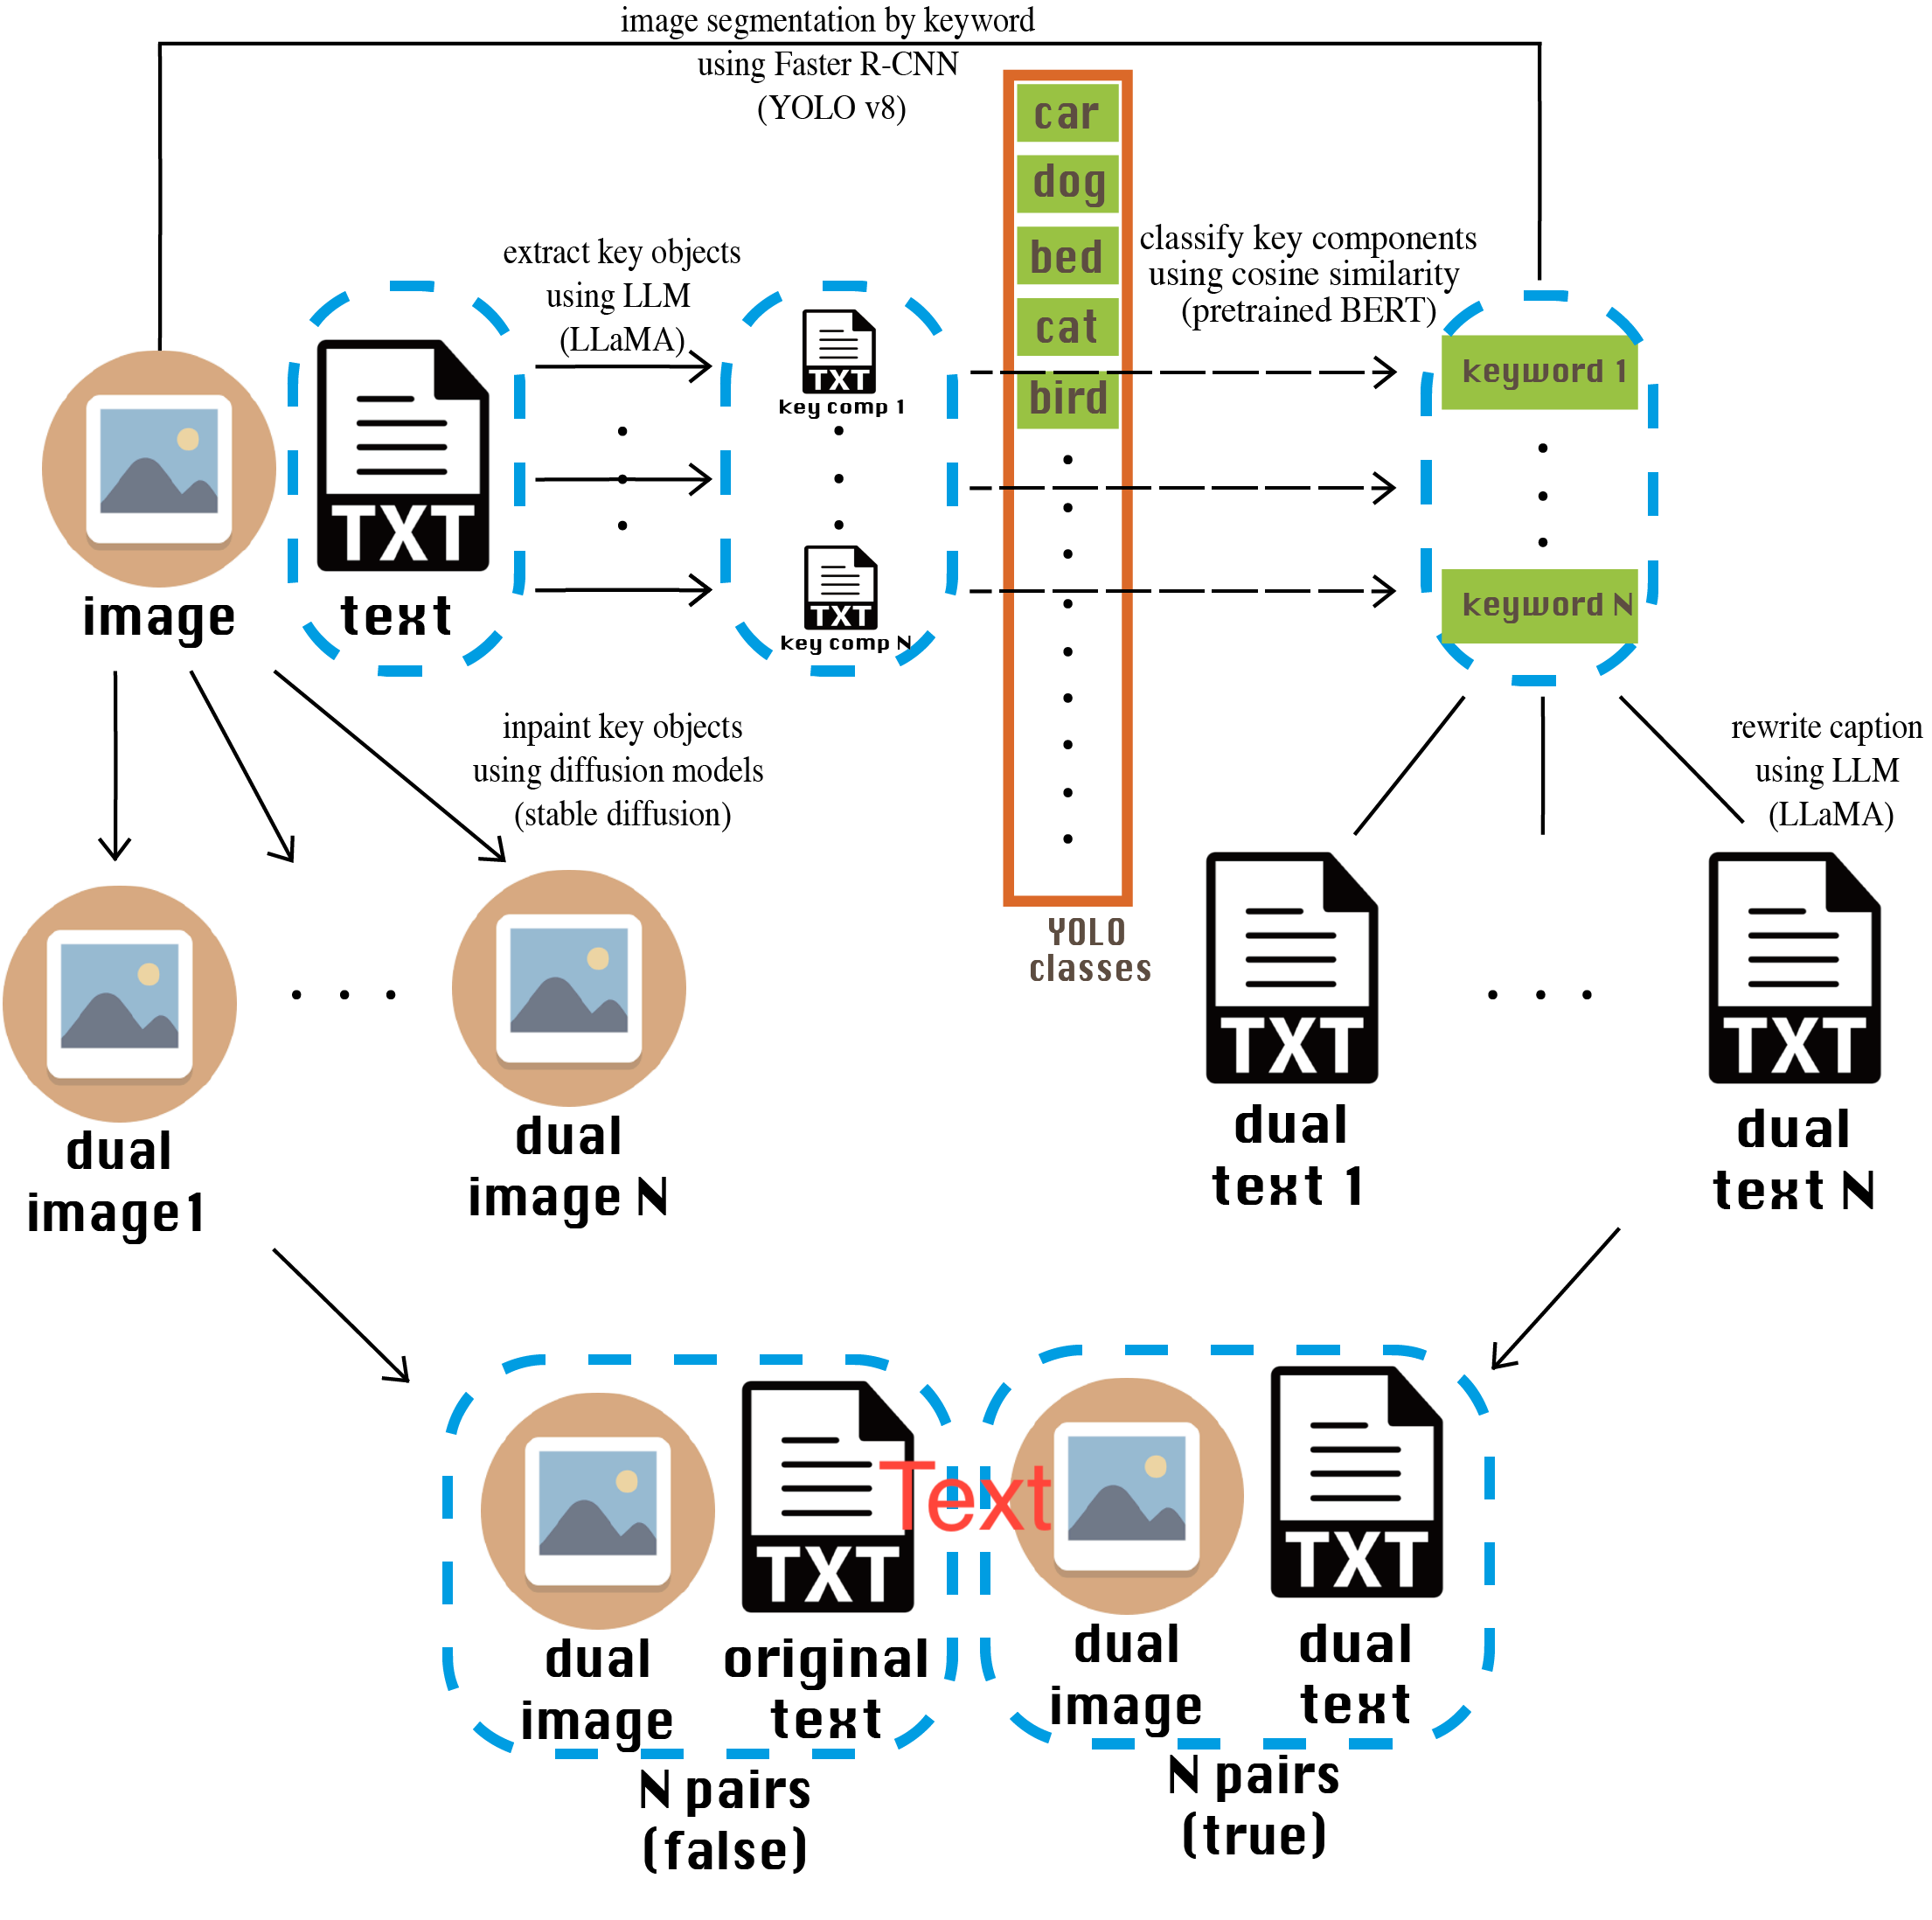 image segmentation by keyword
using Faster R-CNN
(YOLO v8)
car
dog
bed
cat
bird
YOLO
classes
extract key objects
using LLM
(LLaMA)
classify key components
using cosine similarity
(pretrained BERT)
TXT
key comp 1
TXT
key comp N
keyword 1
keyword N
TXT
image
text
inpaint key objects
using diffusion models
(stable diffusion)
rewrite caption
using LLM
(LLaMA)
dual
image1
dual
image N
TXT
dual
text 1
TXT
dual
text N
TXT
Text
TXT
dual
image
original
text
dual
image
dual
text
N pairs
(false)
N pairs
(true)